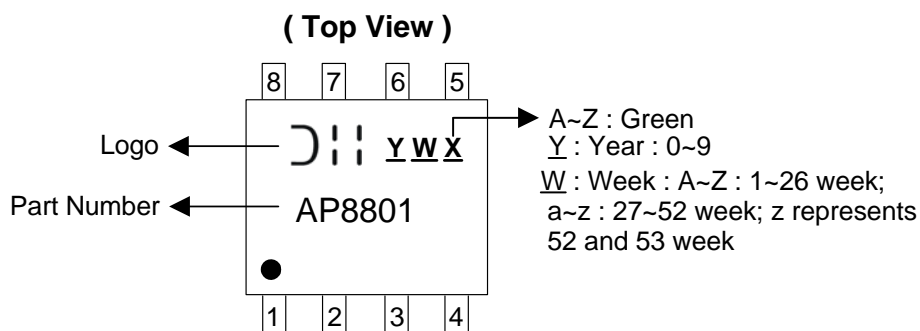 ( Top View )
8 7 6 5
Logo
Y W X
A~Z : Green
Y : Year : 0~9
W : Week : A~Z : 1~26 week;
a~z : 27~52 week; z represents
52 and 53 week
Part Number
AP8801
1 2 3 4